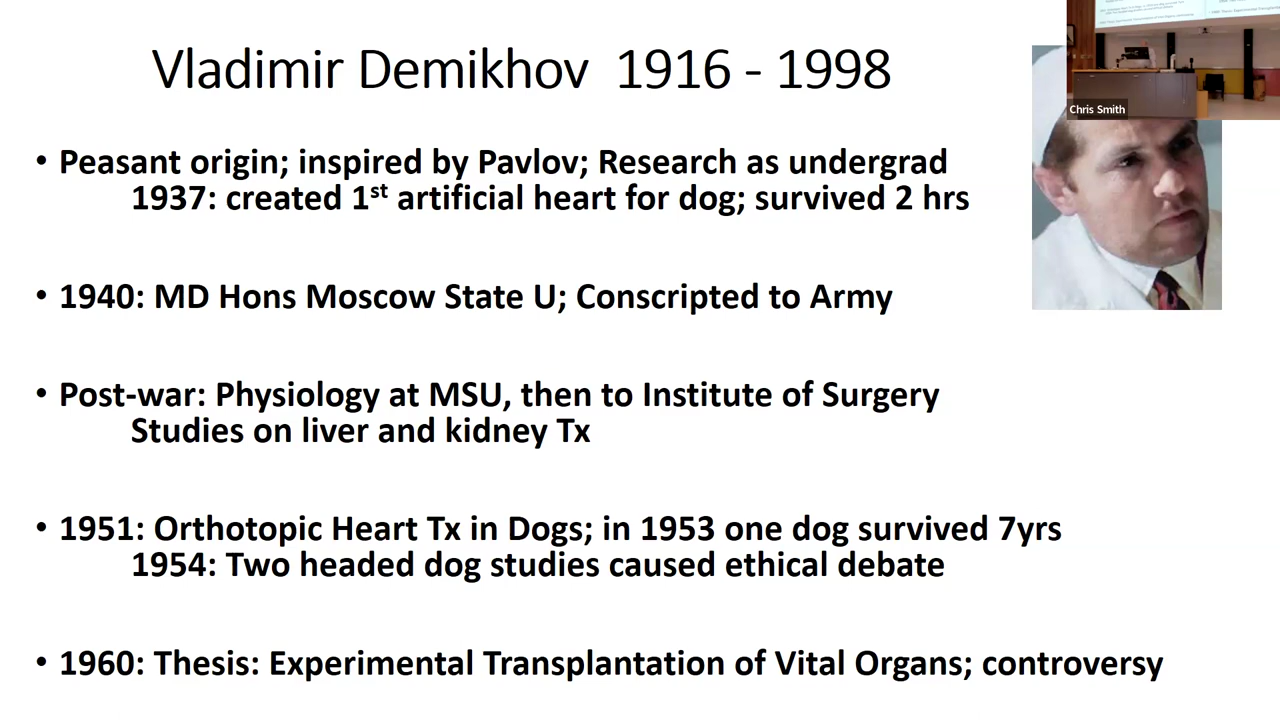 Vladimir Demikhov 1916 - 1998
Chris Smith
• Peasant origin; inspired by Pavlov; Research as undergrad
1937: created 1st artificial heart for dog; survived 2 hrs
• 1940: MD Hons Moscow State U; Conscripted to Army
• Post-war: Physiology at MSU, then to Institute of Surgery
Studies on liver and kidney Tx
• 1951: Orthotopic Heart Tx in Dogs; in 1953 one dog survived 7yrs
1954: Two headed dog studies caused ethical debate
• 1960: Thesis: Experimental Transplantation of Vital Organs; controversy